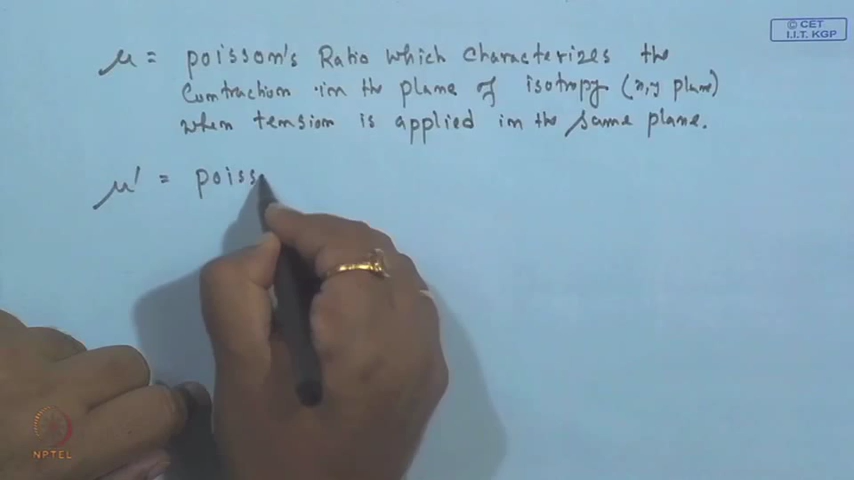 © CET
I.I.T. KGP
μ = poisson's Ratio which characterizes the
Contraction in the plane of isotropy (x,y plane)
when tension is applied in the same plane.
μ' = poiss
NPTEL